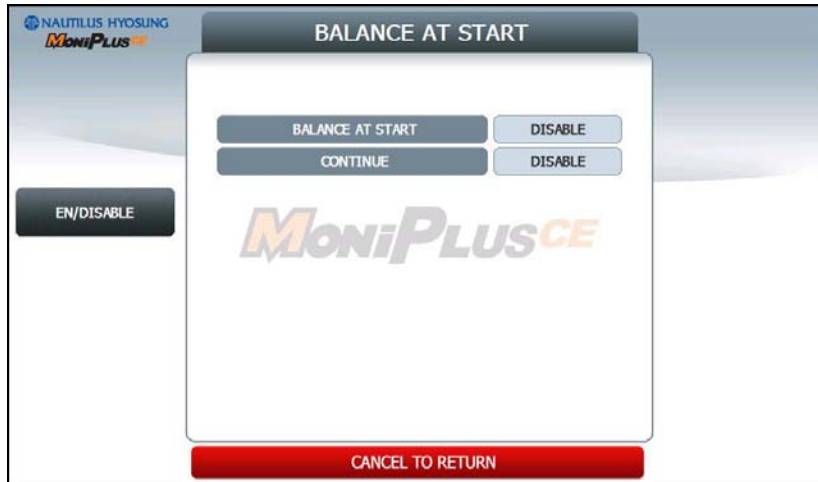 NAUTILUS HYOSUNG
MONiPLUSCE
BALANCE AT START
BALANCE AT START DISABLE
CONTINUE DISABLE
EN/DISABLE
MONiPLUSCE
CANCEL TO RETURN